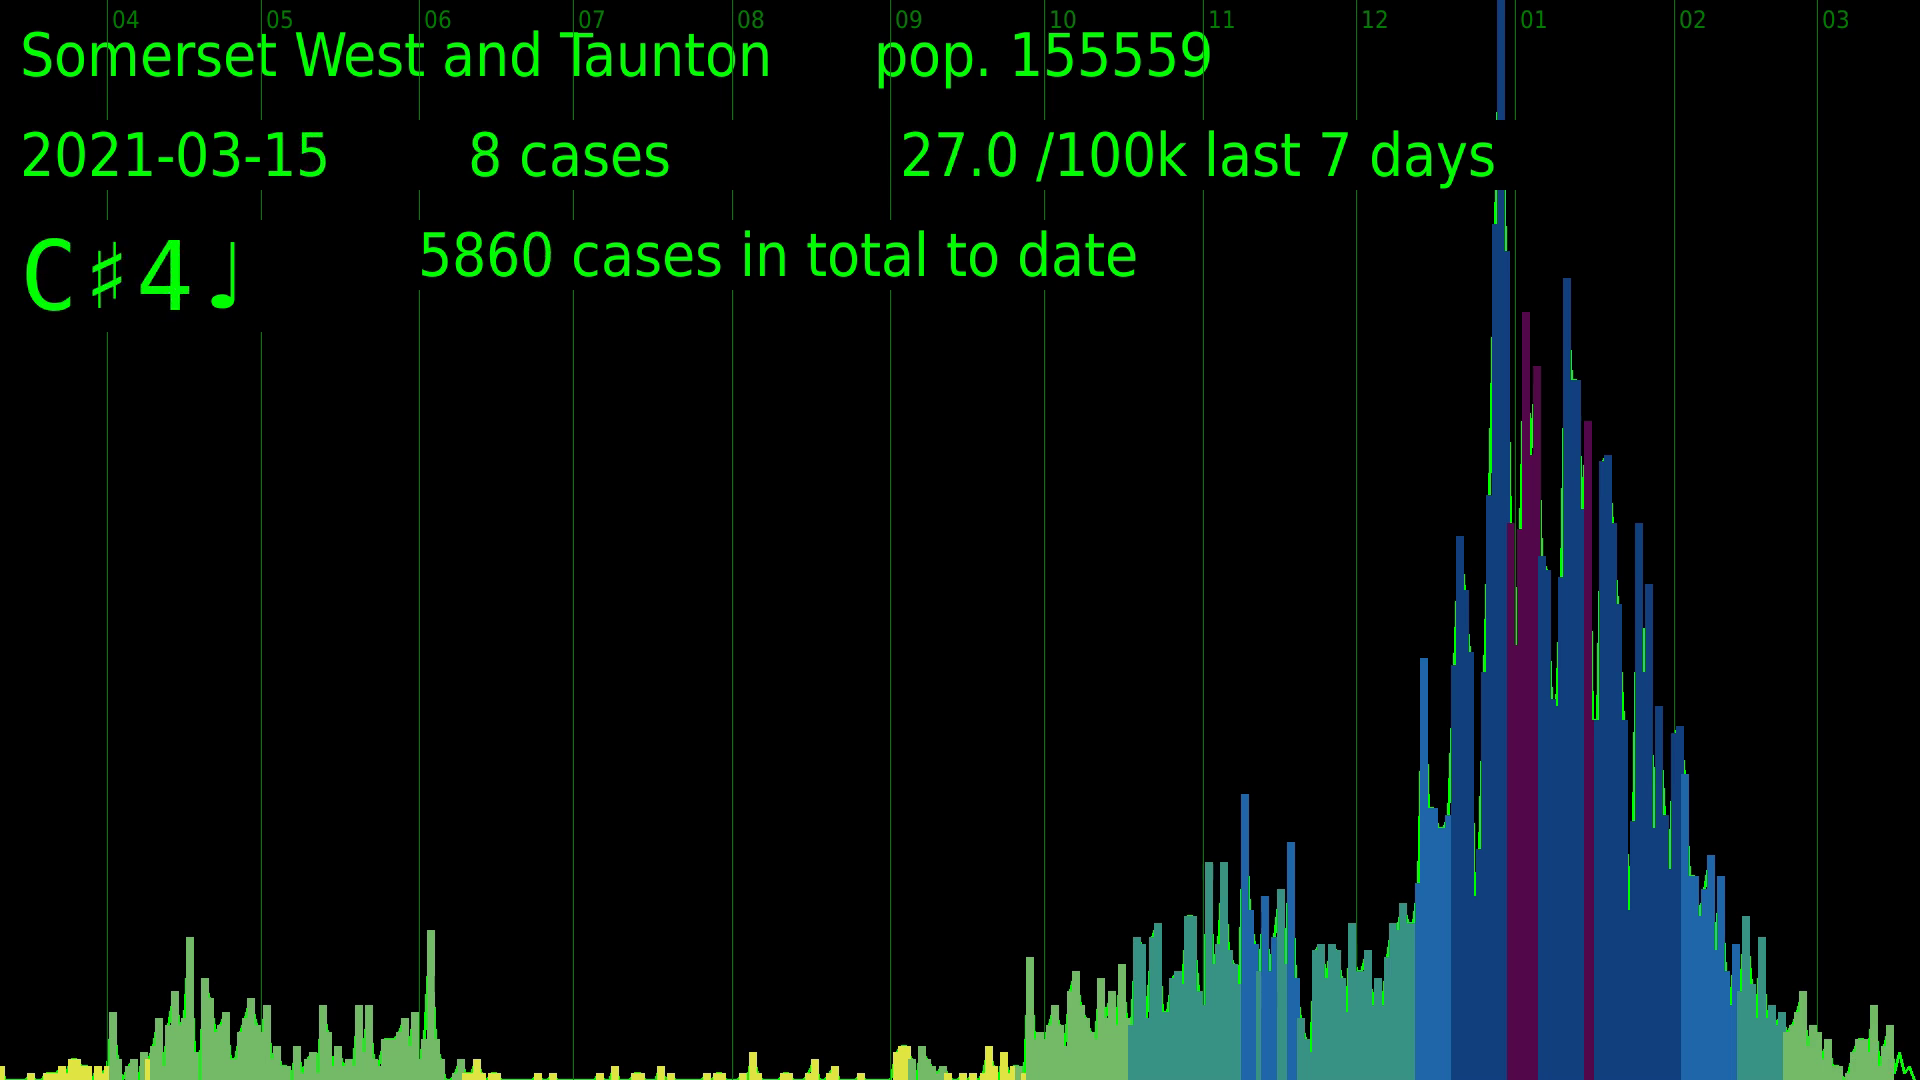 04 05 06 07 08 09 10 11 12 01 02 03
Somerset West and Taunton pop. 155559
2021-03-15 8 cases 27.0 /100k last 7 days
C♯4♩ 5860 cases in total to date